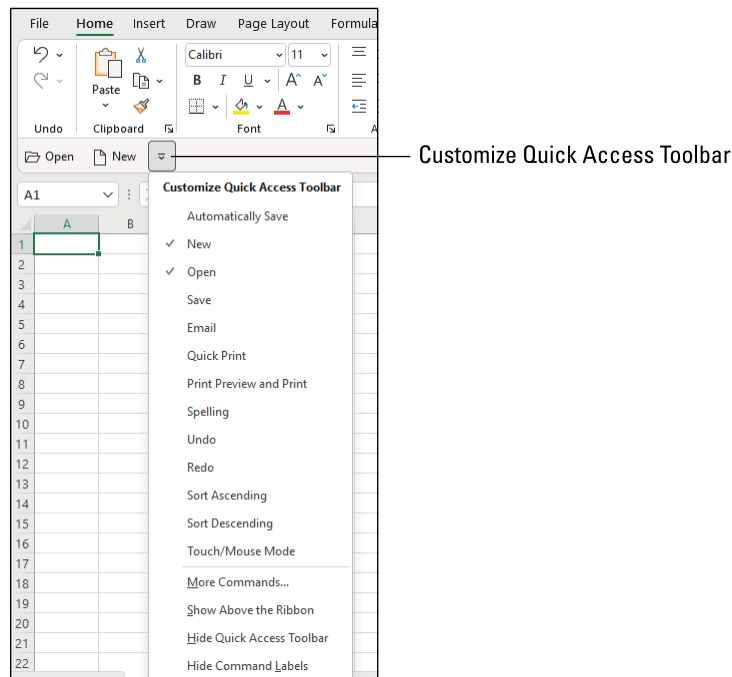 File Home Insert Draw Page Layout Formula
Calibri 11
Paste B I U A A
A
Undo Clipboard Font A
Open New Customize Quick Access Toolbar
A1
Customize Quick Access Toolbar
A B
Automatically Save
1 New
2 Open
3 Save
4
5 Email
6 Quick Print
7
8 Print Preview and Print
9 Spelling
10
11 Undo
12 Redo
13
14 Sort Ascending
15 Sort Descending
16
17 Touch/Mouse Mode
18 More Commands...
19 Show Above the Ribbon
20
21 Hide Quick Access Toolbar
22 Hide Command Labels